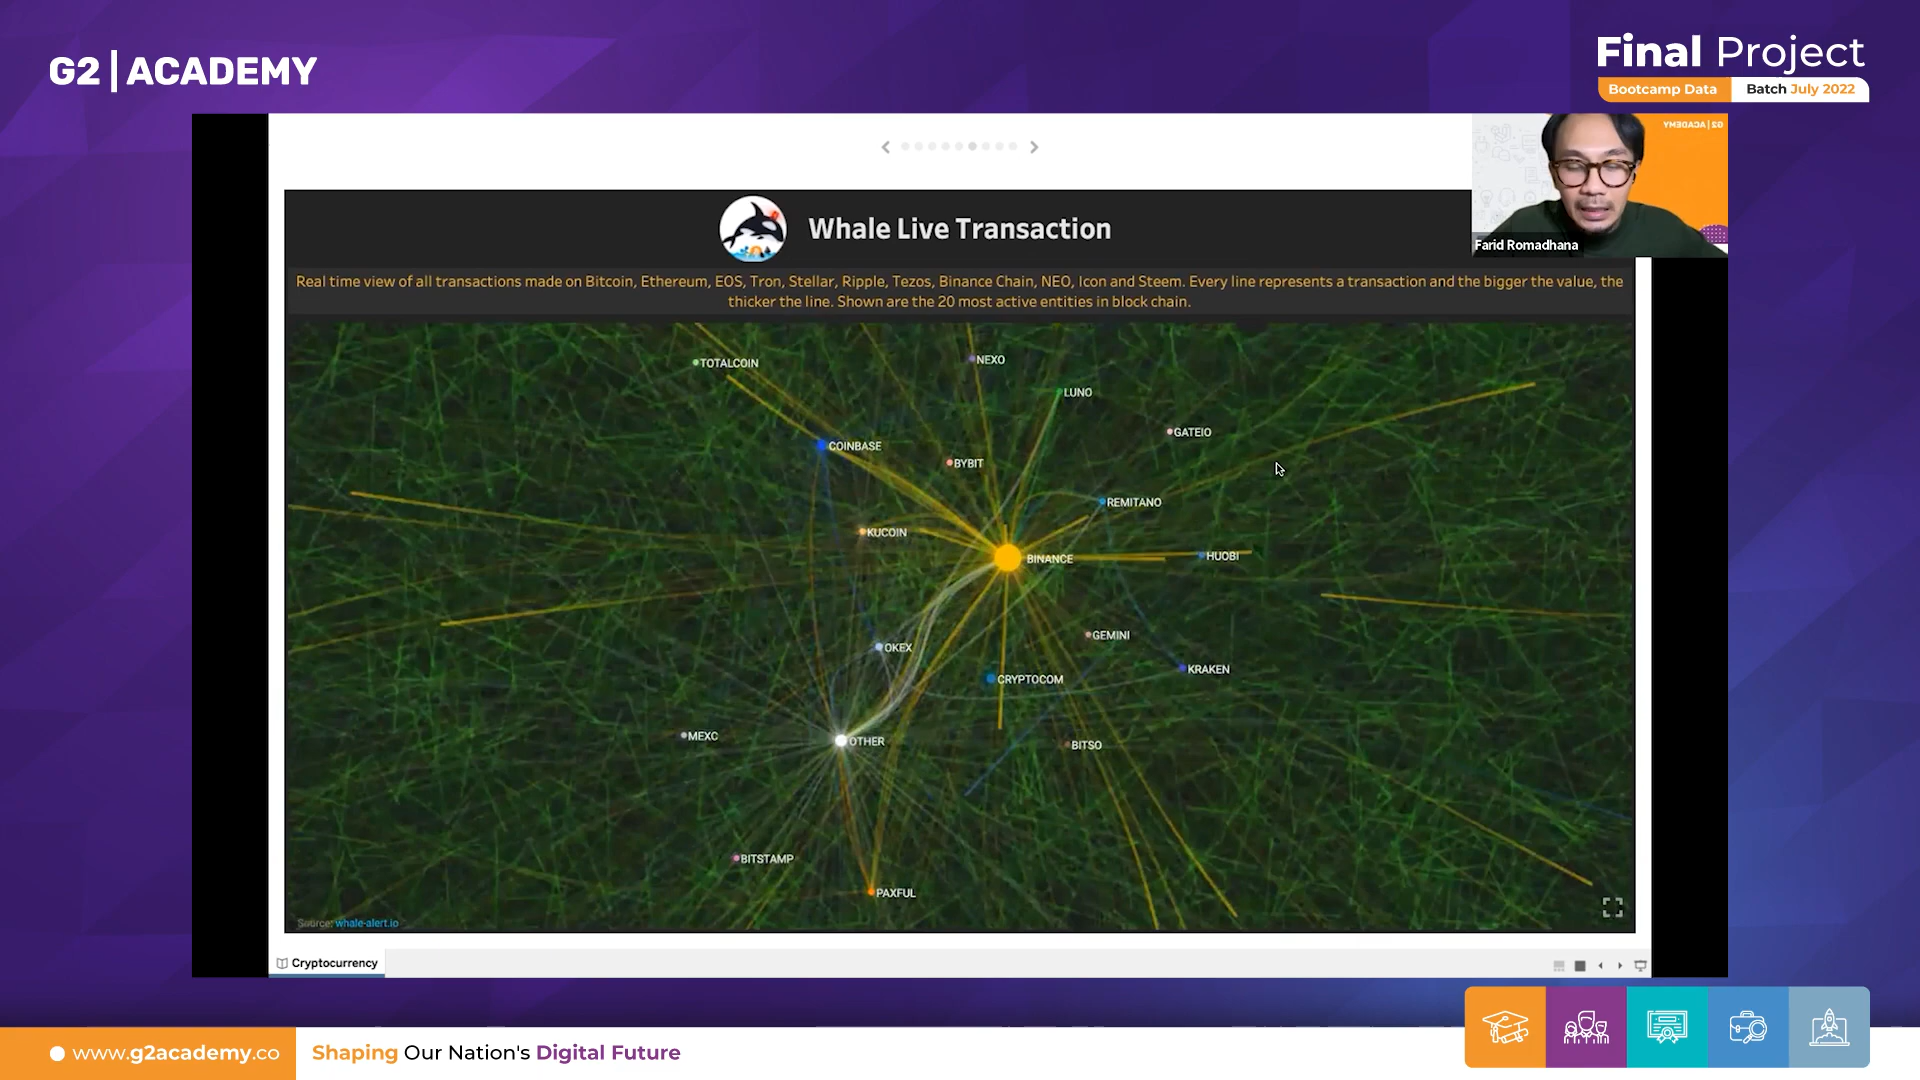 G2 | ACADEMY
Final Project
Bootcamp Data
Batch July 2022
G2 | ACADEMY
Farid Romadhana
Whale Live Transaction
Real time view of all transactions made on Bitcoin, Ethereum, EOS, Tron, Stellar, Ripple, Tezos, Binance Chain, NEO, Icon and Steem. Every line represents a transaction and the bigger the value, the
thicker the line. Shown are the 20 most active entities in block chain.
TOTALCOIN
NEXO
LUNO
GATEIO
COINBASE
BYBIT
REMITANO
KUCOIN
BINANCE
HUOBI
GEMINI
OKEX
KRAKEN
CRYPTOCOM
MEXC
OTHER
BITSO
BITSTAMP
PAXFUL
Source: whale-alert.io
Cryptocurrency
www.g2academy.co
Shaping Our Nation's Digital Future